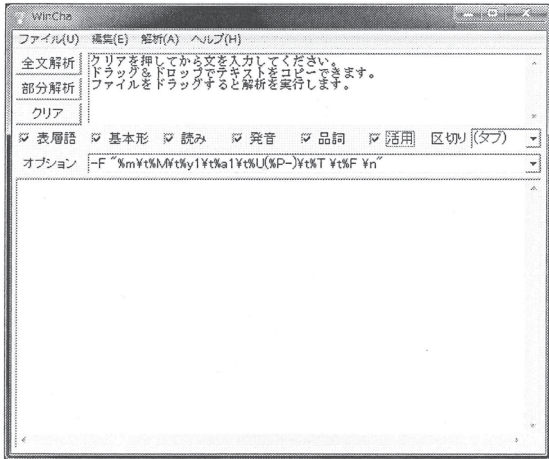 WinCha
ファイル(U) 編集(E) 解析(A) ヘルプ(H)
全文解析
部分解析
クリア
クリアを押してから文を入力してください。
ドラッグ&ドロップでテキストをコピーできます。
ファイルをドラッグすると解析を実行します。
表層語 基本形 読み 発音 品詞 活用 区切り (タブ)
オプション -F "%m¥t%M¥t%y1¥t%a1¥t%U(%P-)¥t%T ¥t%F ¥n"